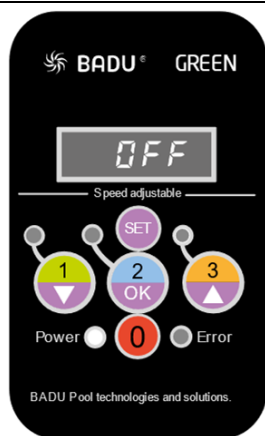 BADU® GREEN
OFF
Speed adjustable
SET
1 2 3
OK
Power 0 Error
BADU Pool technologies and solutions.